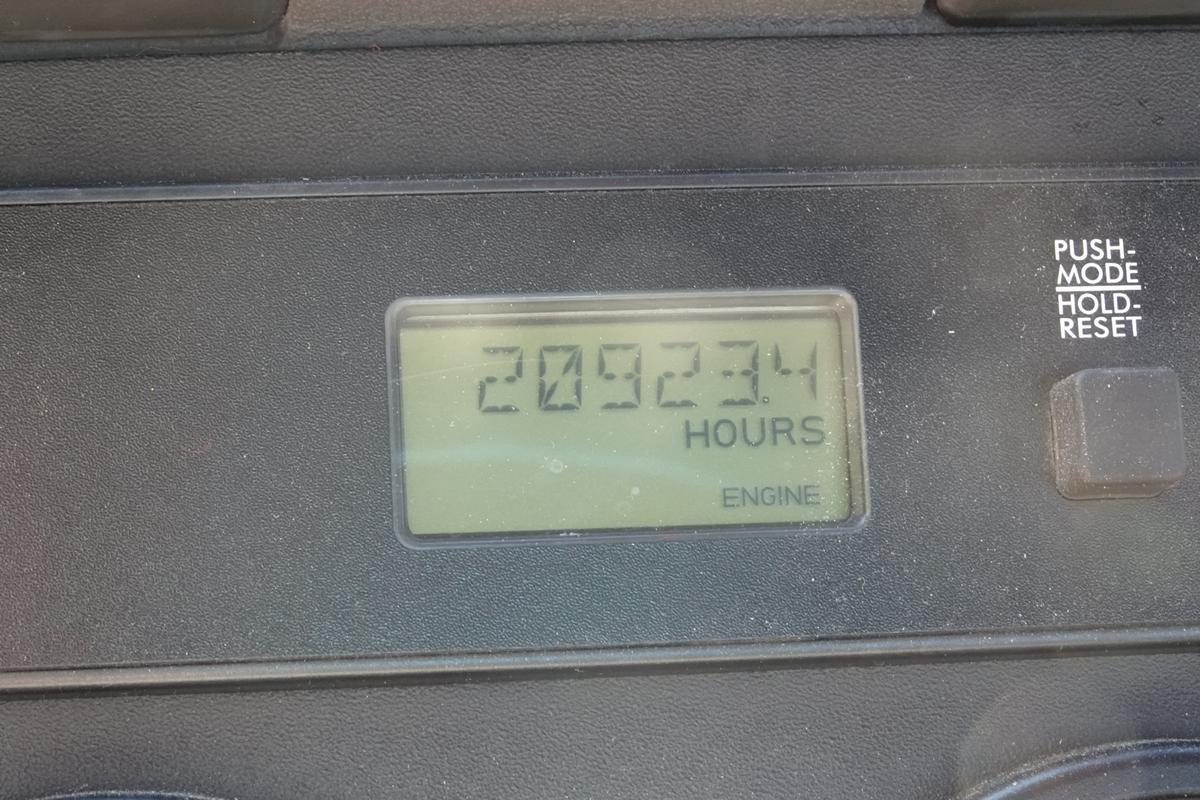 PUSH-
MODE
HOLD-
RESET
20923.4
HOURS
ENGINE